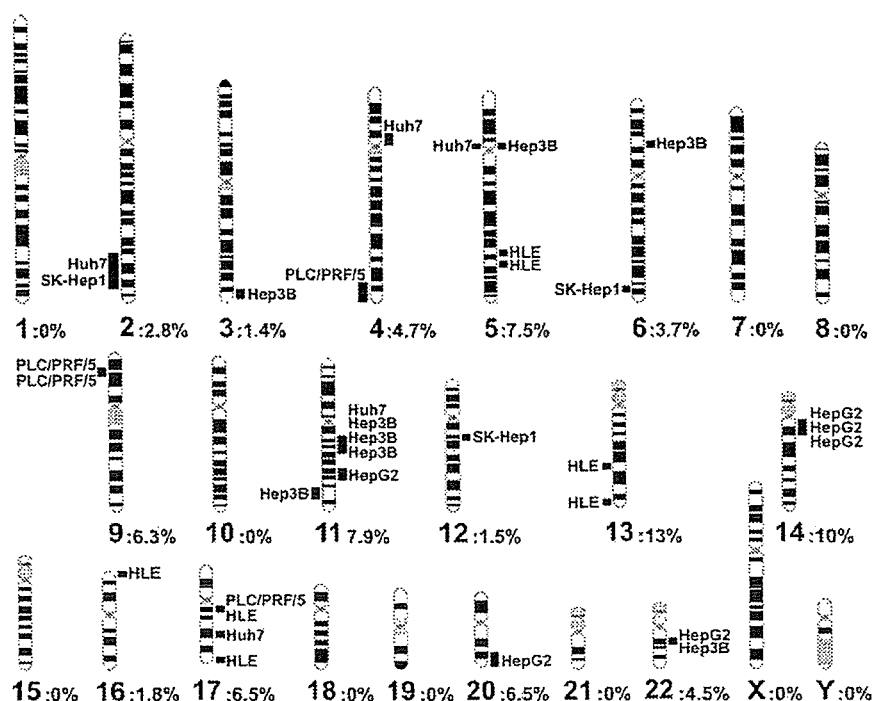 Huh7
SK-Hep1
Hep3B
Huh7
PLC/PRF/5
Huh7
Hep3B
HLE
HLE
Hep3B
SK-Hep1
1:0%
2:2.8%
3:1.4%
4:4.7%
5:7.5%
6:3.7%
7:0%
8:0%
PLC/PRF/5
PLC/PRF/5
Huh7
Hep3B
Hep3B
Hep3B
HepG2
Hep3B
SK-Hep1
HLE
HLE
HepG2
HepG2
HepG2
9:6.3%
10:0%
11 7.9%
12:1.5%
13:13%
14:10%
HLE
PLC/PRF/5
HLE
Huh7
HLE
HepG2
HepG2
Hep3B
15:0%
16:1.8%
17:6.5%
18:0%
19:0%
20:6.5%
21:0%
22:4.5%
X:0%
Y:0%